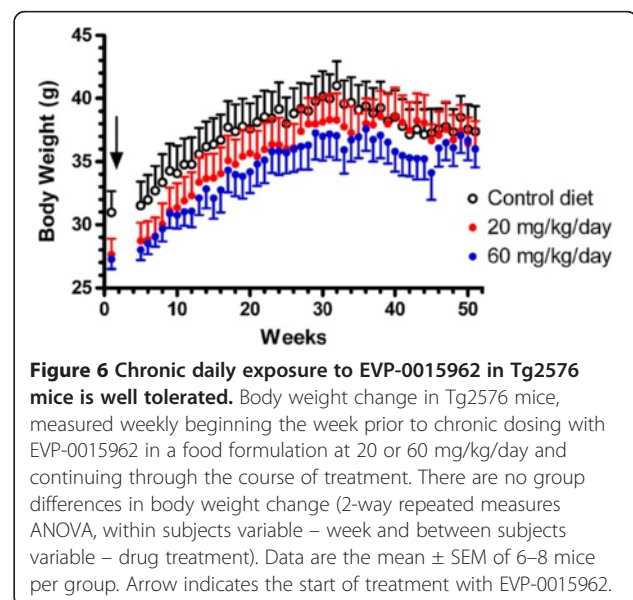 45
40
35
30
25
Body Weight (g)
0 10 20 30 40 50
Weeks
Control diet
20 mg/kg/day
60 mg/kg/day
Figure 6 Chronic daily exposure to EVP-0015962 in Tg2576
mice is well tolerated. Body weight change in Tg2576 mice,
measured weekly beginning the week prior to chronic dosing with
EVP-0015962 in a food formulation at 20 or 60 mg/kg/day and
continuing through the course of treatment. There are no group
differences in body weight change (2-way repeated measures
ANOVA, within subjects variable – week and between subjects
variable – drug treatment). Data are the mean ± SEM of 6–8 mice
per group. Arrow indicates the start of treatment with EVP-0015962.